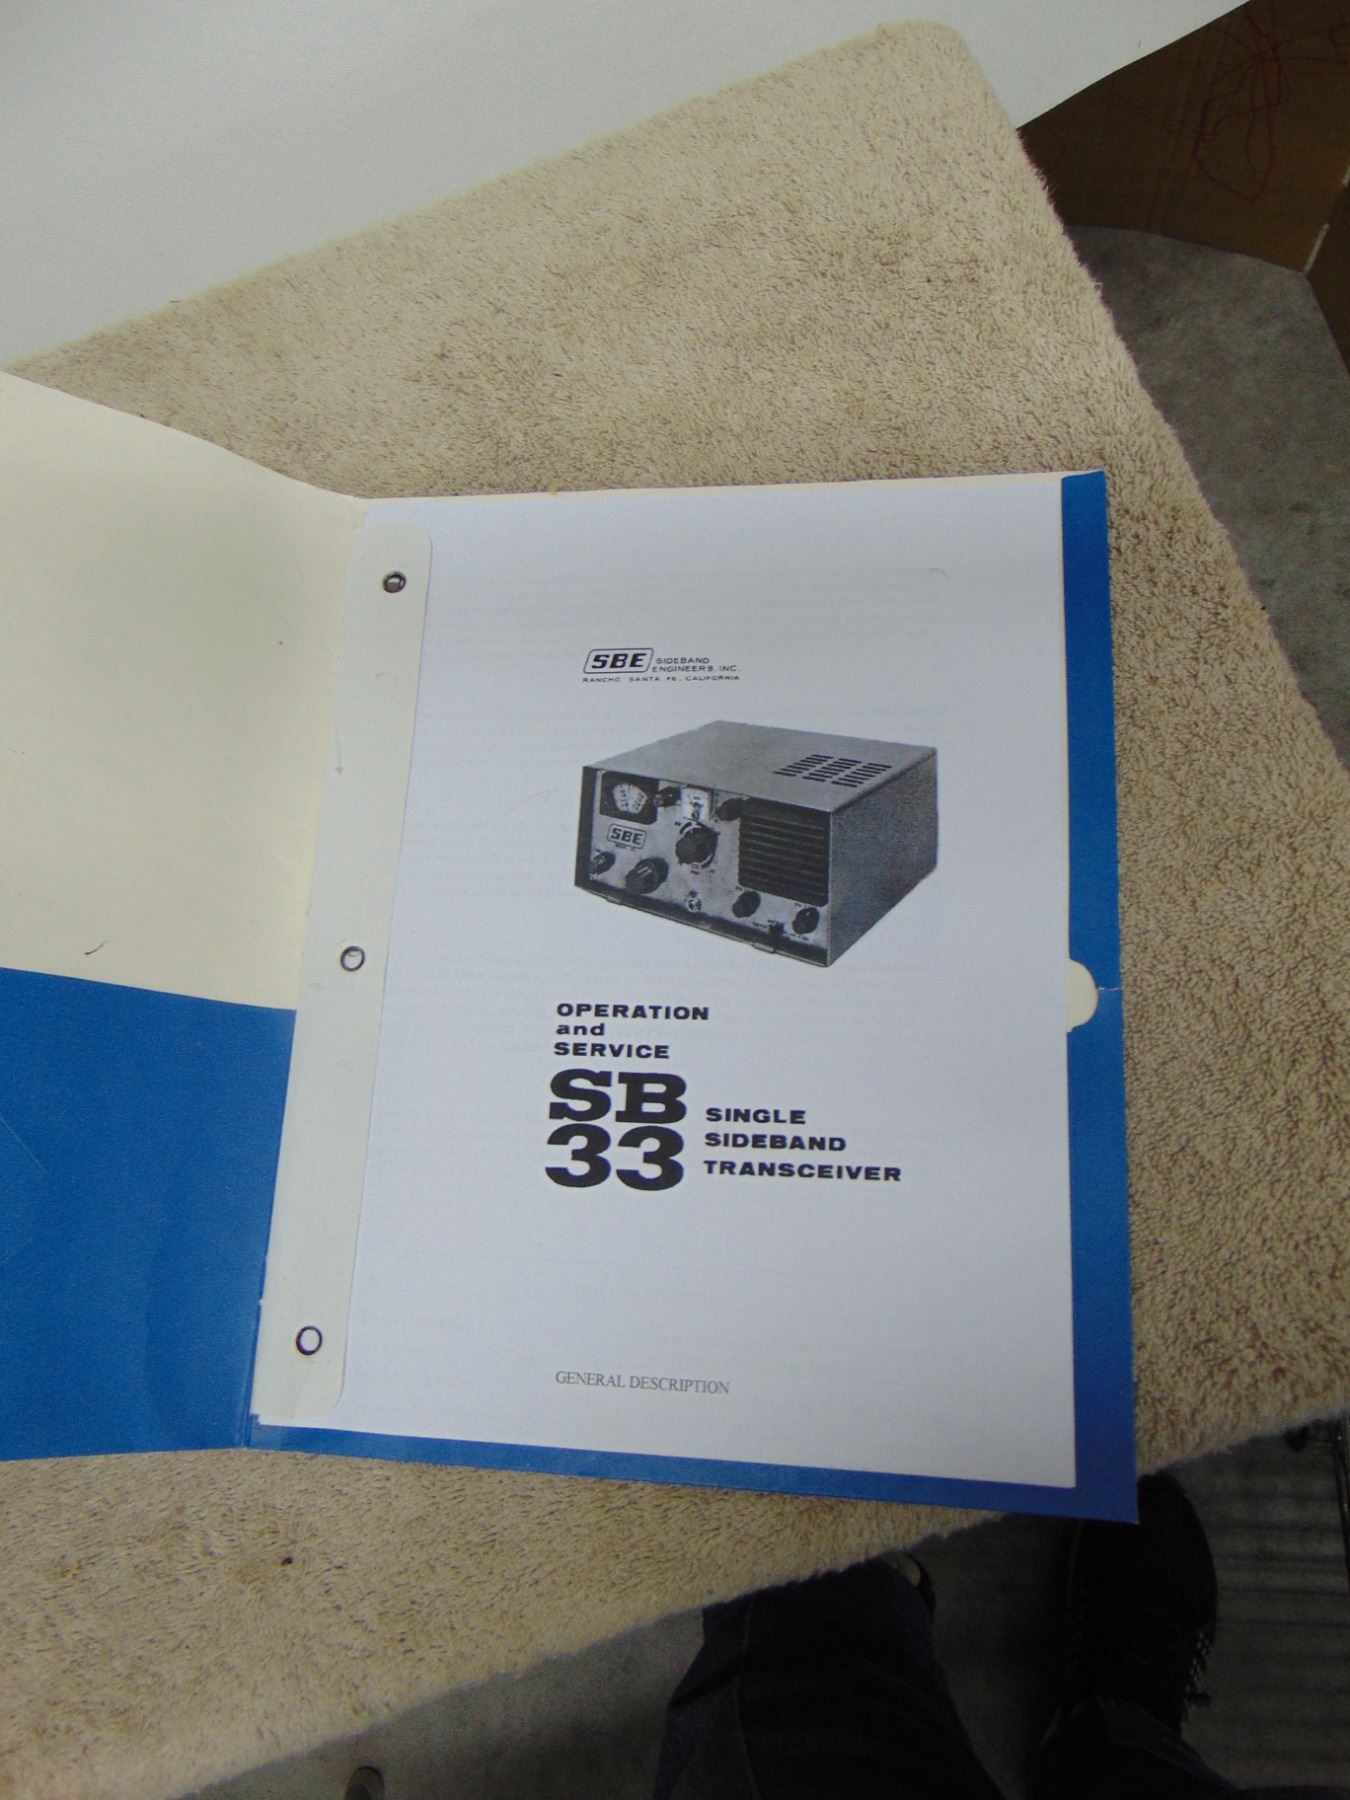 SBE SIDEBAND
ENGINEERS, INC.
RANCHO SANTA FE, CALIFORNIA
SBE
OPERATION
and
SERVICE
SB
33
SINGLE
SIDEBAND
TRANSCEIVER
GENERAL DESCRIPTION